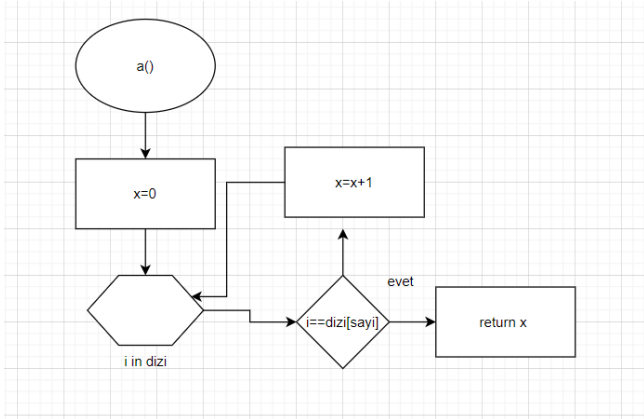 a()
x=0
x=x+1
evet
i==dizi[sayi]
return x
i in dizi